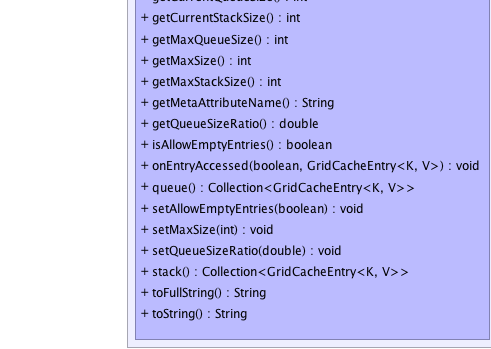 + getCurrentStackSize() : int
+ getMaxQueueSize() : int
+ getMaxSize() : int
+ getMaxStackSize() : int
+ getMetaAttributeName() : String
+ getQueueSizeRatio() : double
+ isAllowEmptyEntries() : boolean
+ onEntryAccessed(boolean, GridCacheEntry<K, V>) : void
+ queue() : Collection<GridCacheEntry<K, V>>
+ setAllowEmptyEntries(boolean) : void
+ setMaxSize(int) : void
+ setQueueSizeRatio(double) : void
+ stack() : Collection<GridCacheEntry<K, V>>
+ toFullString() : String
+ toString() : String